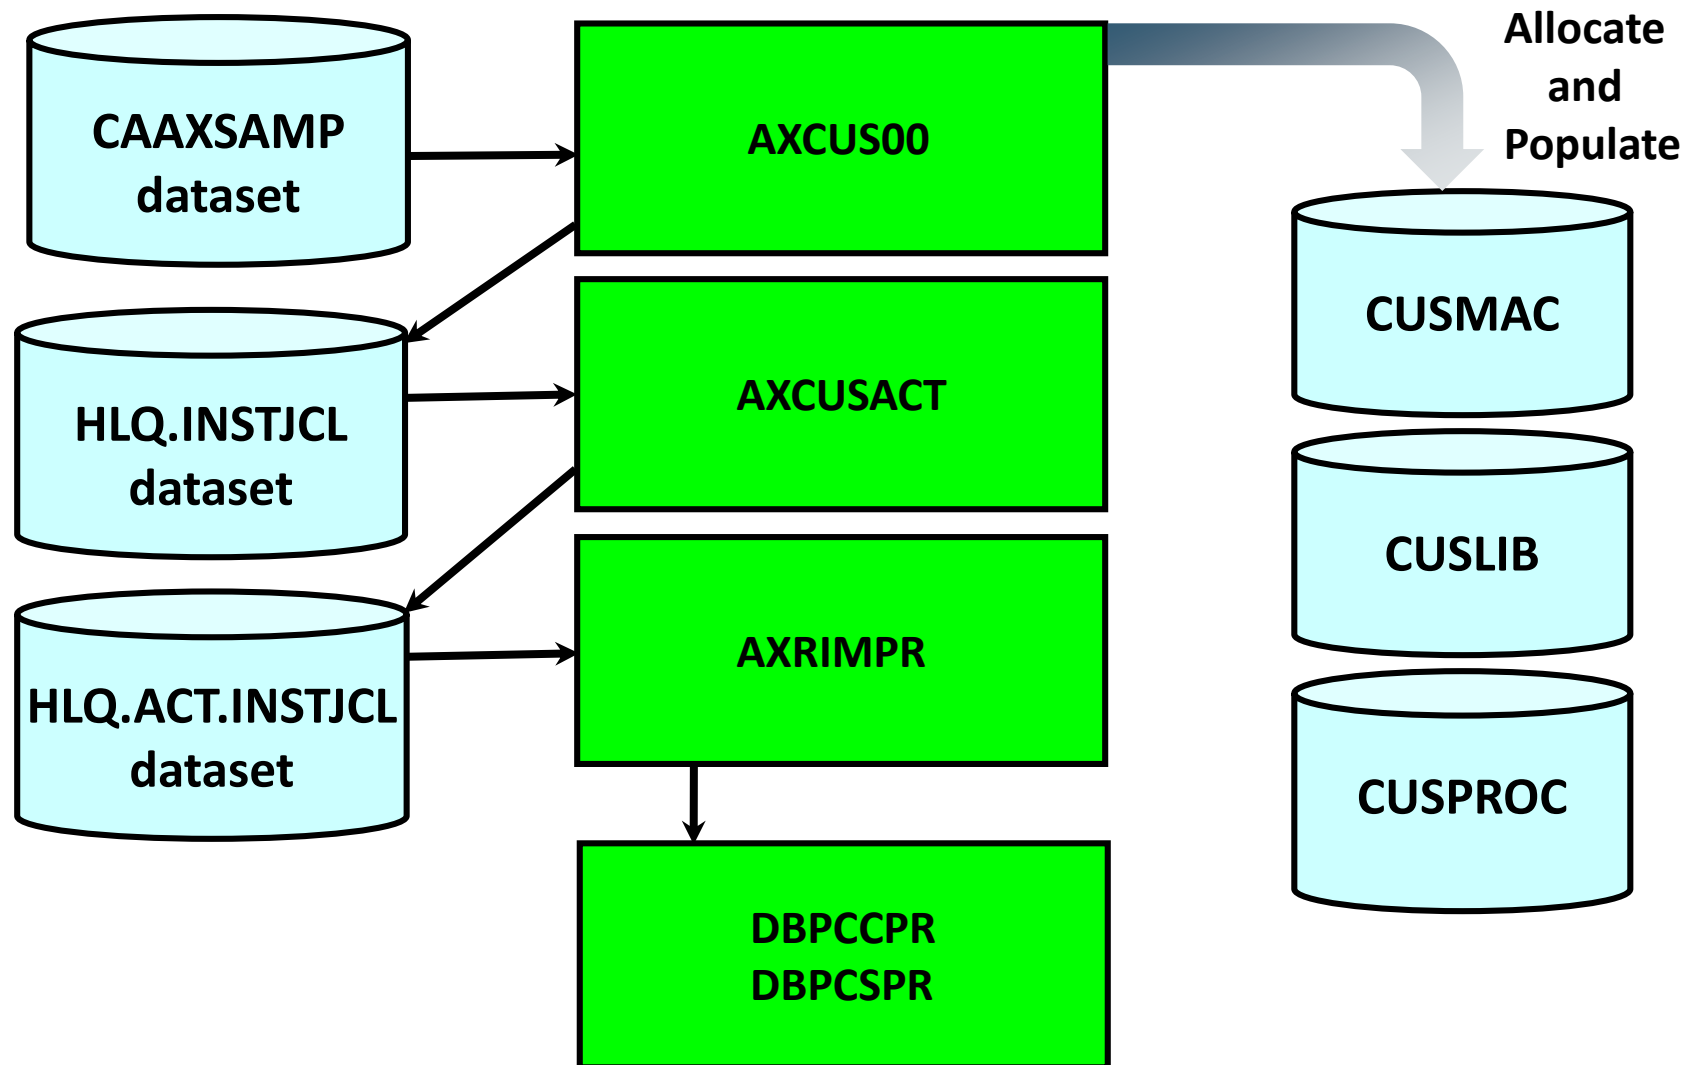 CAAXSAMP
dataset
AXCUS00
Allocate
and
Populate
HLQ.INSTJCL
dataset
AXCUSACT
CUSMAC
CUSLIB
HLQ.ACT.INSTJCL
dataset
AXRIMPR
CUSPROC
DBPCCPR
DBPCSPR